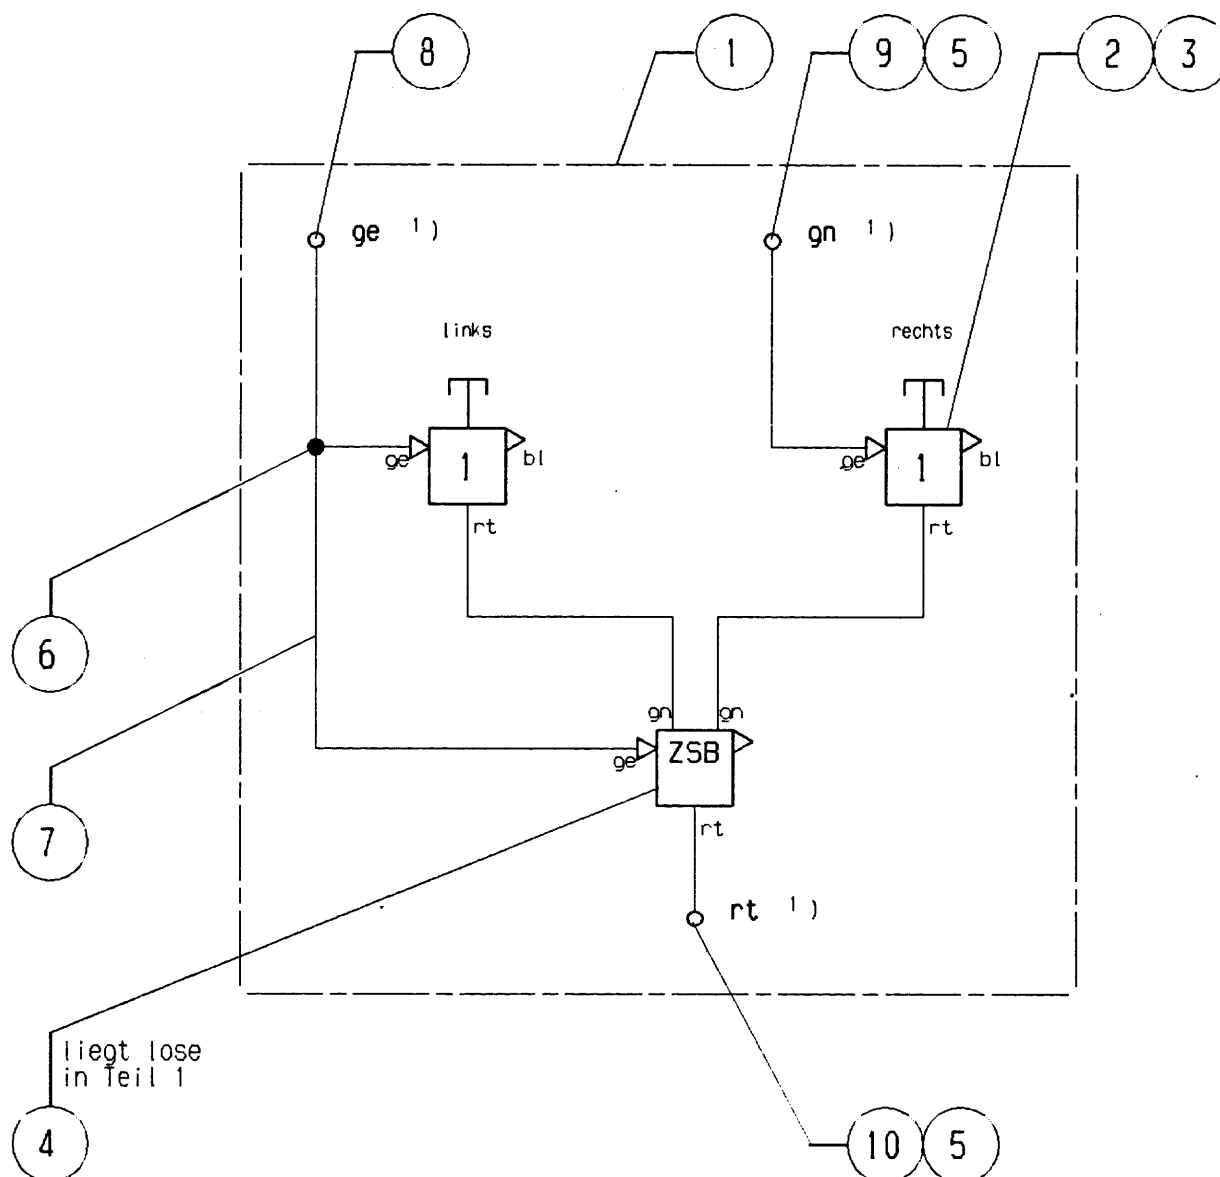 8 1 9 5 2 3
ge 1) gn 1)
links rechts
ge 1 bl ge 1 bl
rt rt
6
gn gn
ge ZSB
7 rt
rt 1)
liegt lose
in Teil 1
4 10 5